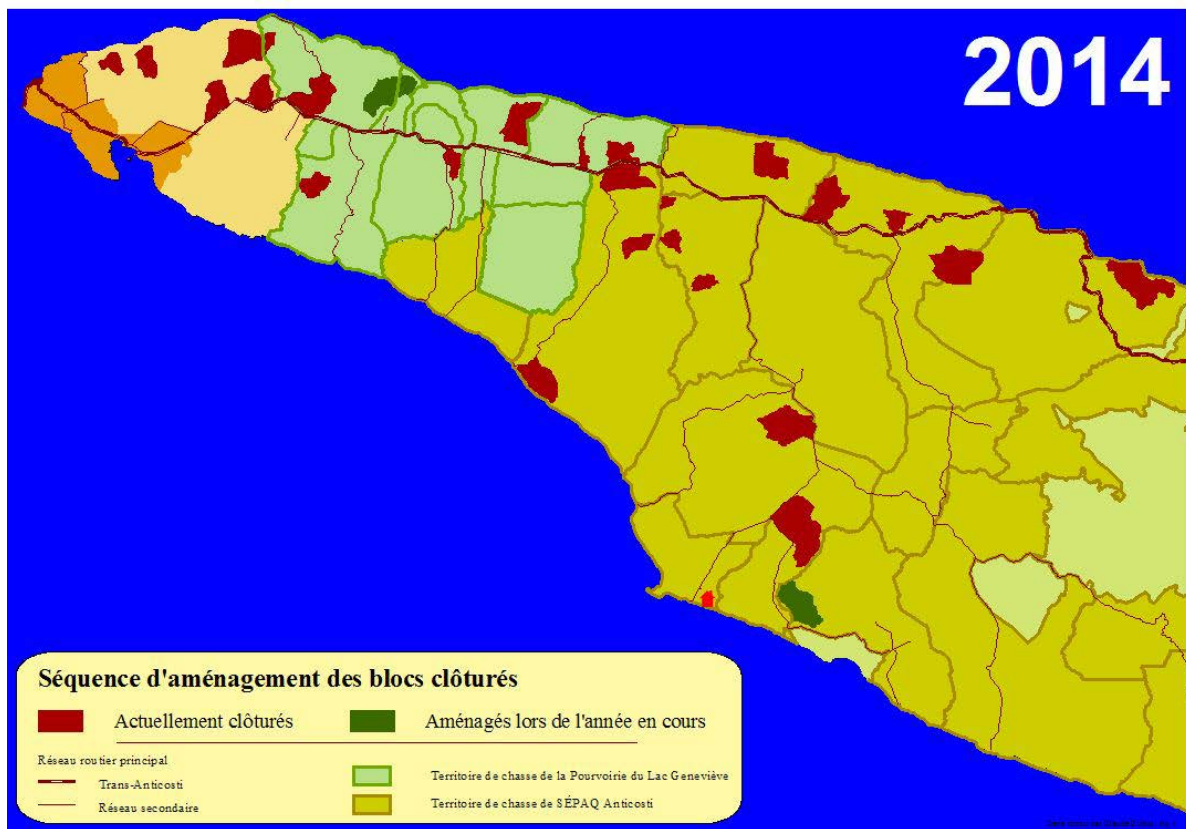 2014
Séquence d'aménagement des blocs clôturés
Actuellement clôturés
Aménagés lors de l'année en cours
Réseau routier principal
Trans-Anticosti
Réseau secondaire
Territoire de chasse de la Pourvoirie du Lac Geneviève
Territoire de chasse de SÉPAQ Anticosti